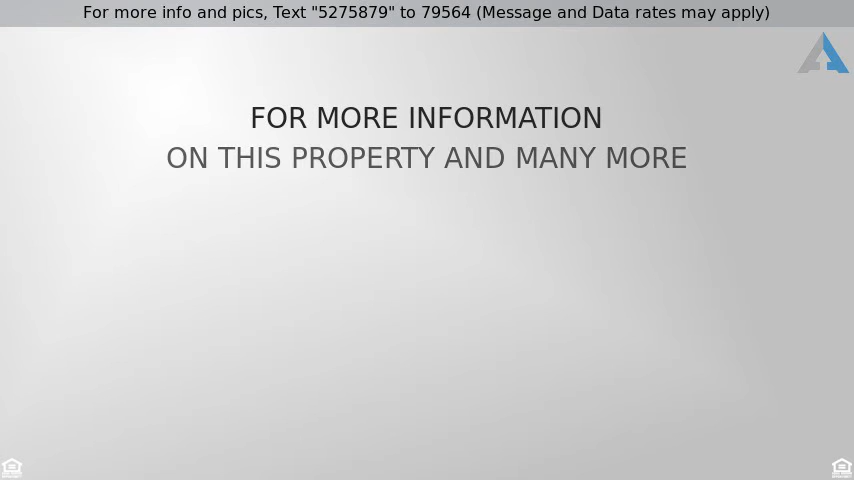 For more info and pics, Text "5275879" to 79564 (Message and Data rates may apply)
FOR MORE INFORMATION
ON THIS PROPERTY AND MANY MORE